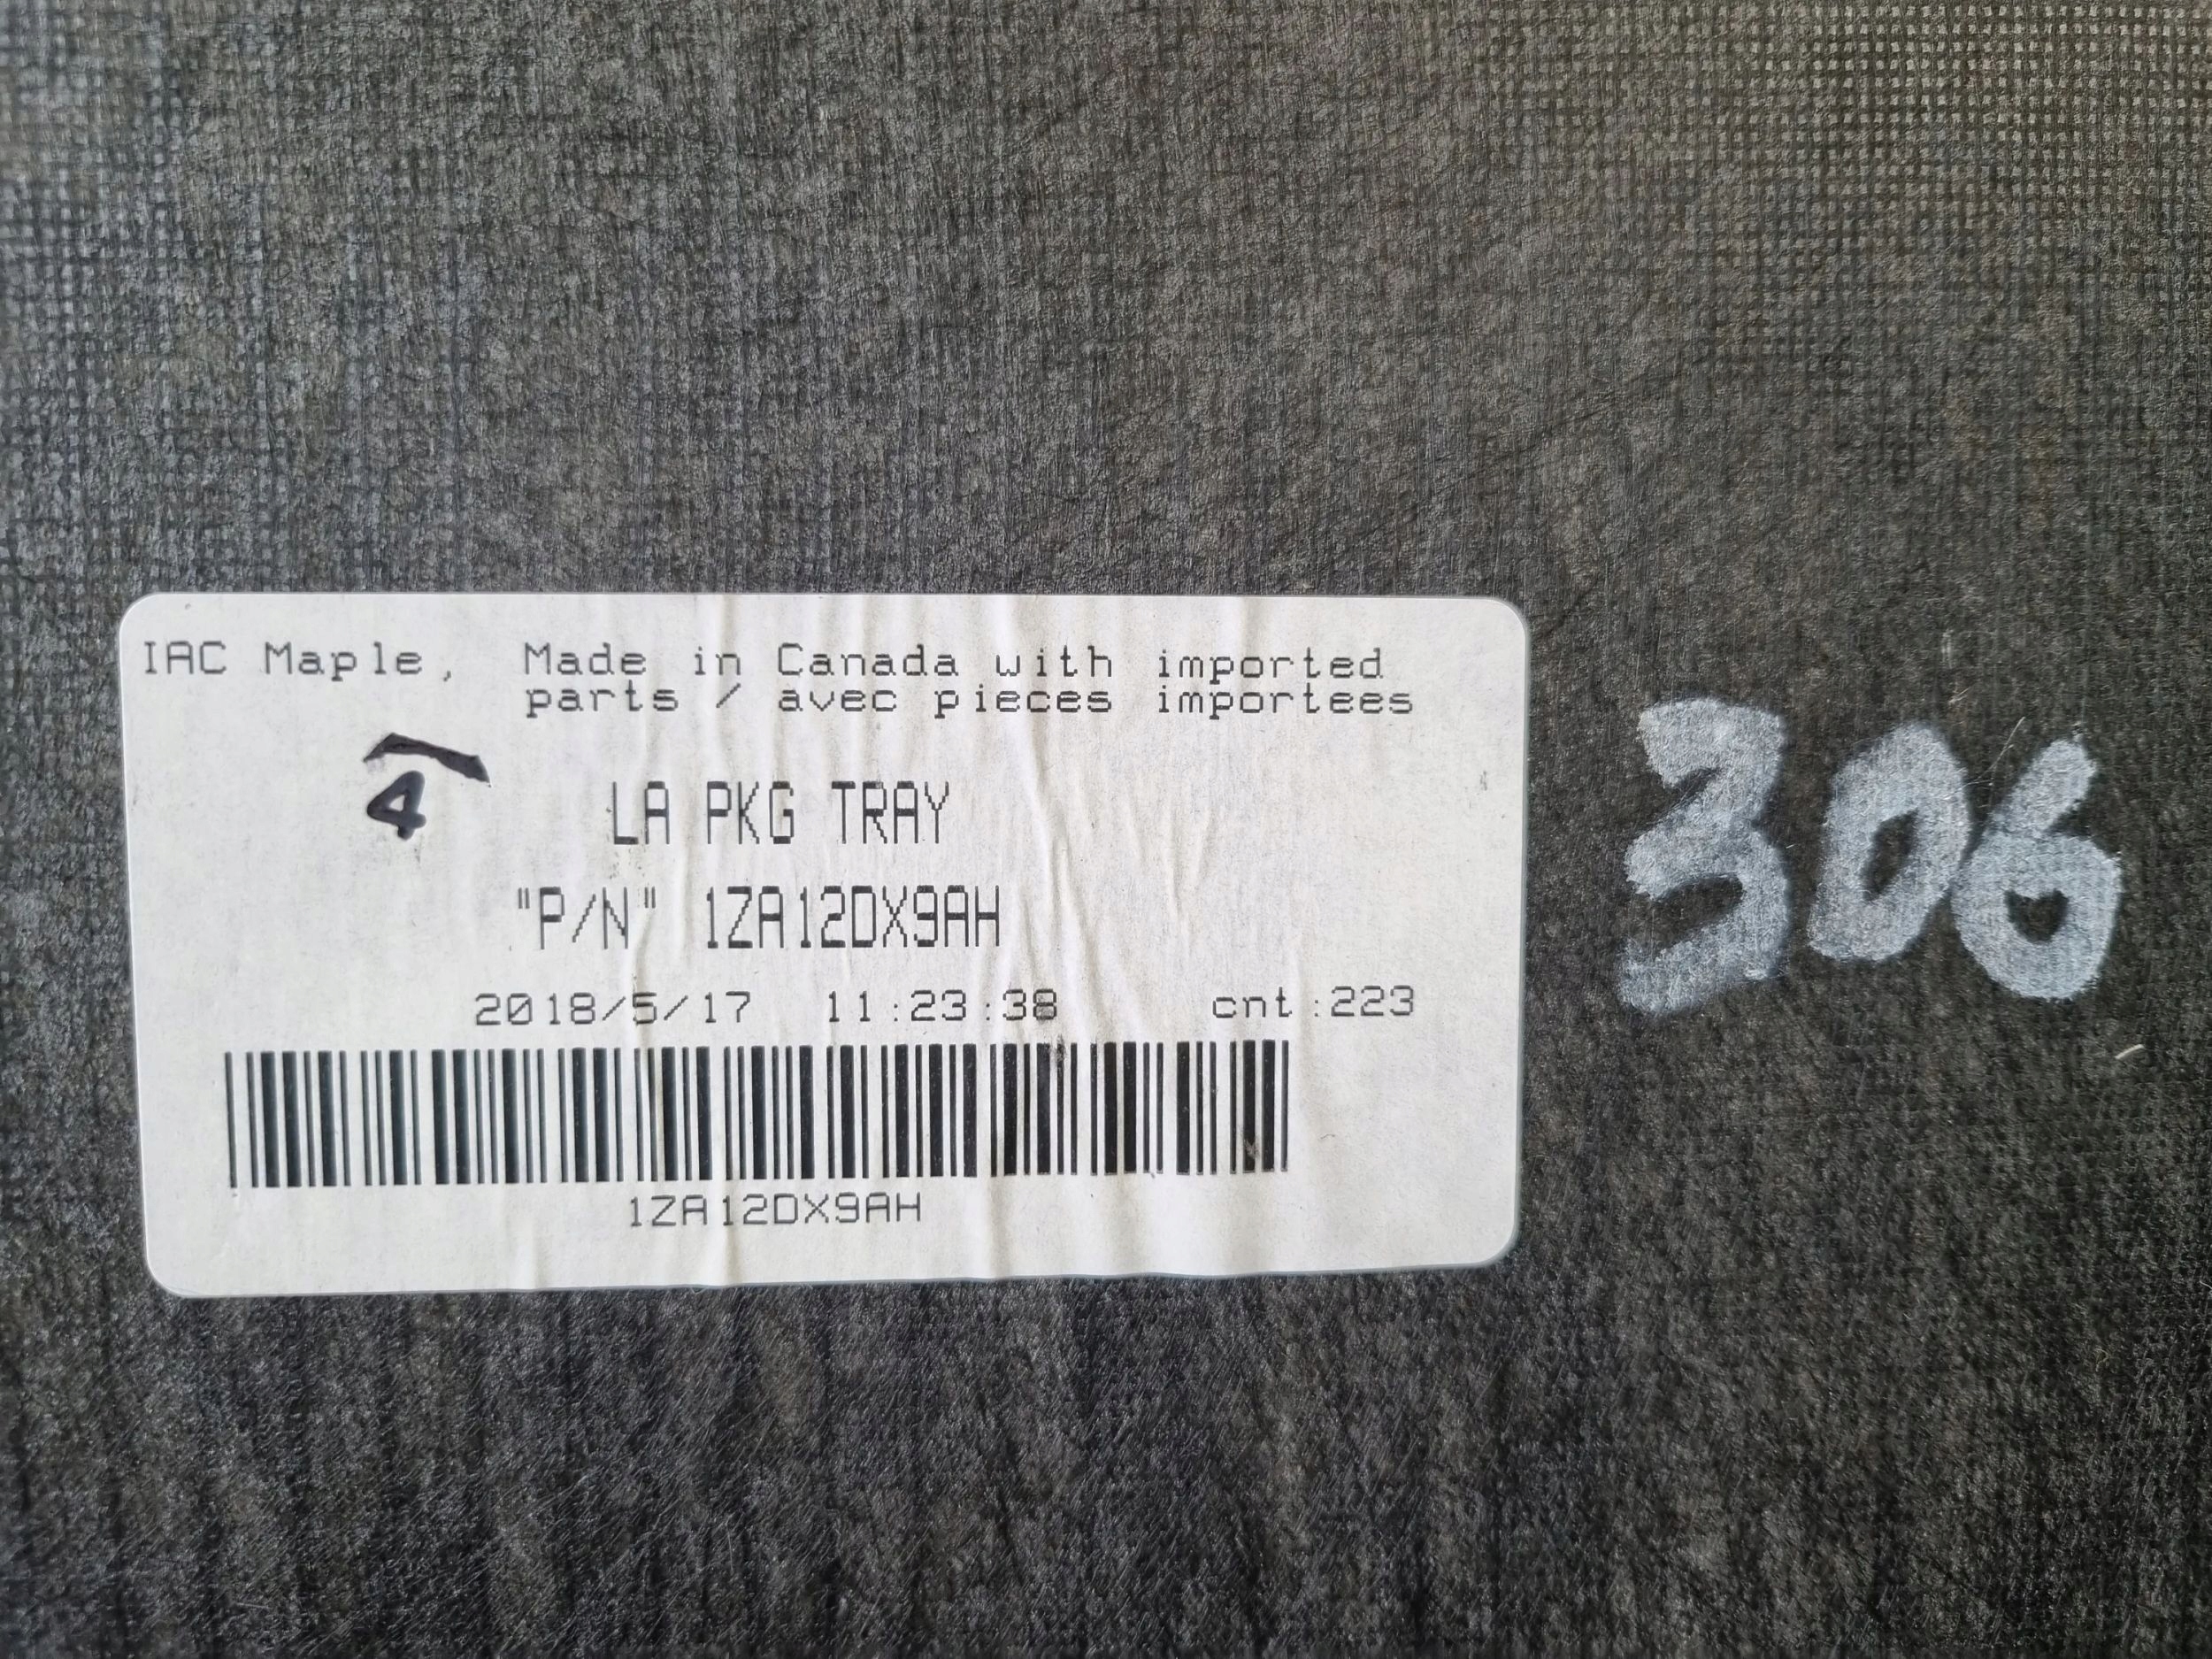 IAC Maple, Made in Canada with imported
parts / avec pieces importees
4
LA PKG TRAY
"P/N" 1ZA12DX9AH
2018/5/17 11:23:38 cnt:223
1ZA12DX9AH
306